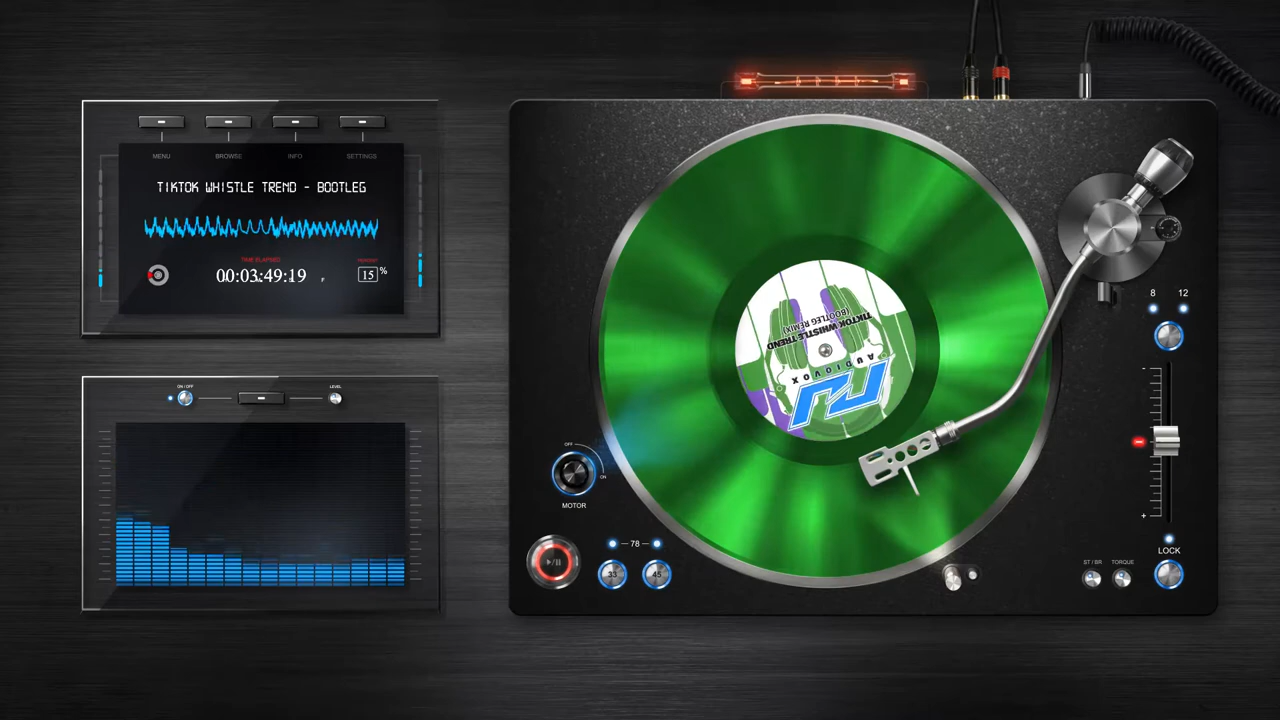 MENU BROWSE INFO SETTINGS
TIKTOK WHISTLE TREND - BOOTLEG
TIME ELAPSED
00:03:49:19 F
15 %
ON / OFF
LEVEL
TIKTOK WHISTLE TREND
(BOOTLEG REMIX)
AUDIOVOX
OFF
ON
MOTOR
78
33
45
8 12
-
+
LOCK
ST / BR TORQUE